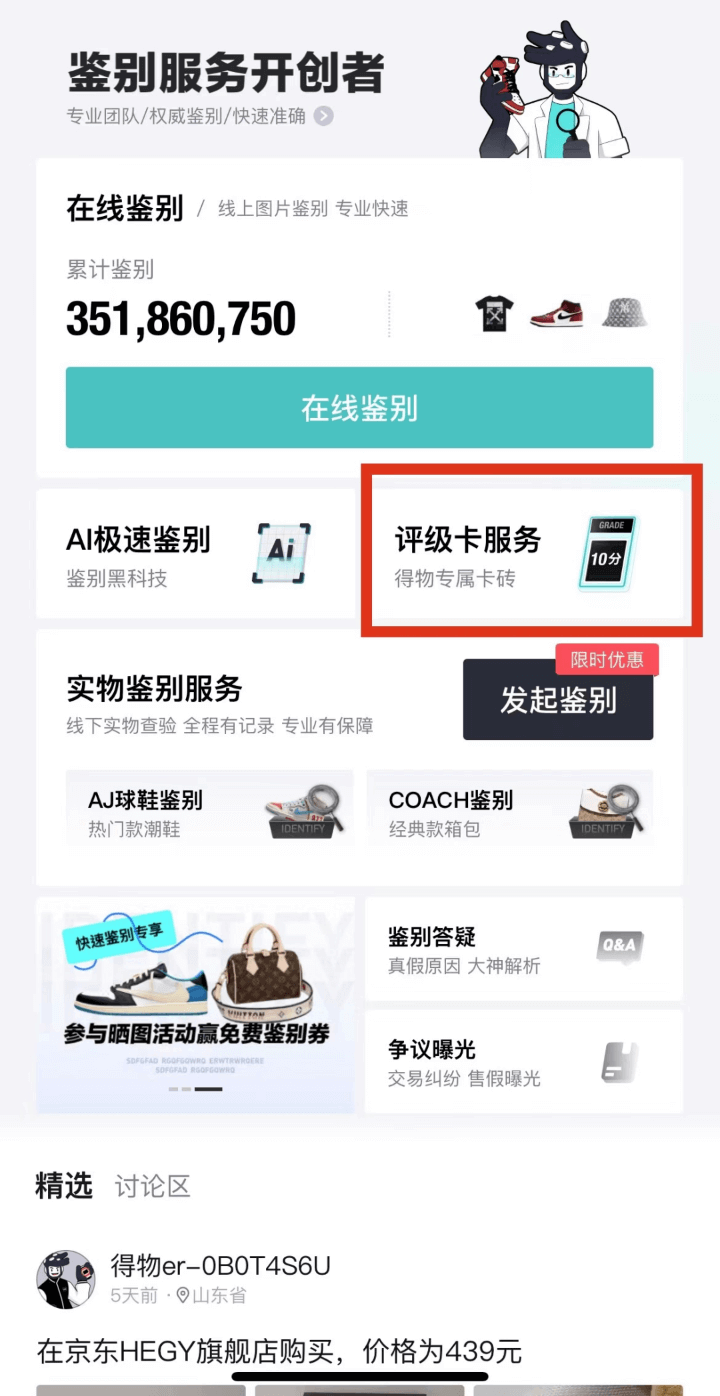 鉴别服务开创者
专业团队/权威鉴别/快速准确
在线鉴别 / 线上图片鉴别 专业快速
累计鉴别
351,860,750
在线鉴别
AI极速鉴别
鉴别黑科技
Ai
评级卡服务
得物专属卡砖
GRADE
10分
实物鉴别服务
线下实物查验 全程有记录 专业有保障
限时优惠
发起鉴别
AJ球鞋鉴别
热门款潮鞋
IDENTIFY
COACH鉴别
经典款箱包
IDENTIFY
快速鉴别专享
参与晒图活动赢免费鉴别券
鉴别答疑
真假原因 大神解析
Q&A
争议曝光
交易纠纷 售假曝光
精选 讨论区
得物er-0B0T4S6U
5天前 · 山东省
在京东HEGY旗舰店购买，价格为439元